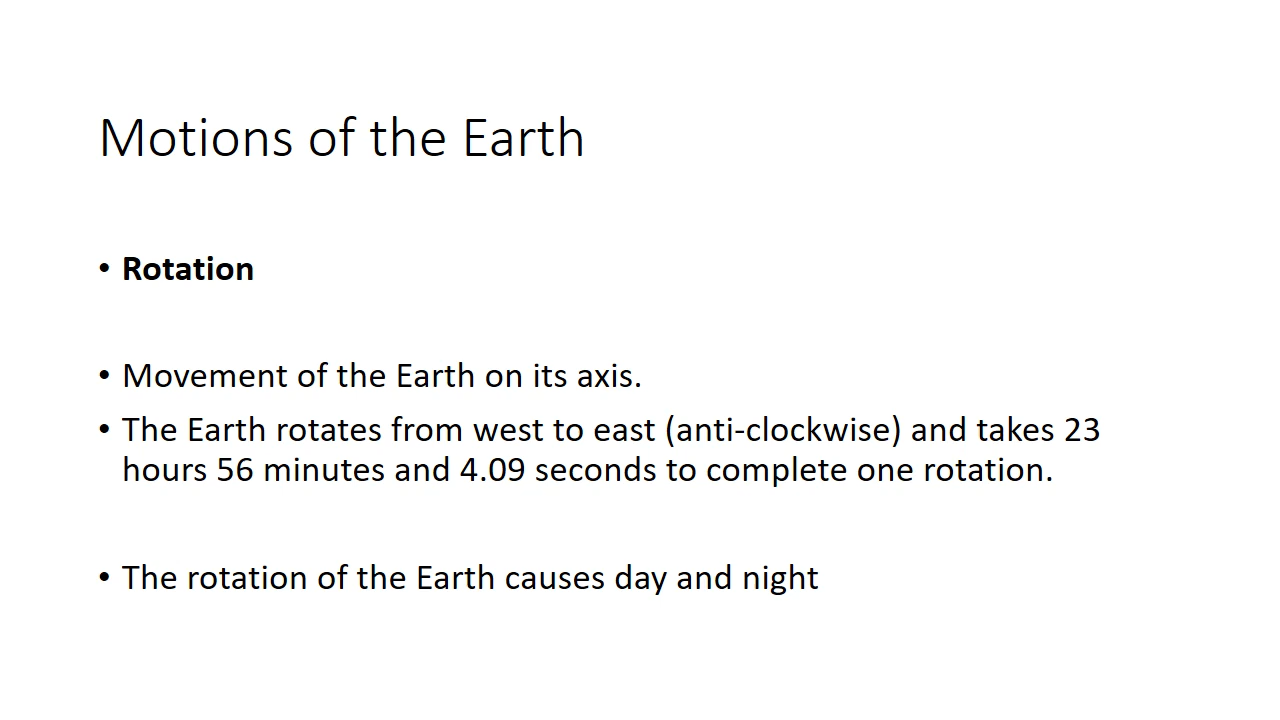 Motions of the Earth
• Rotation
• Movement of the Earth on its axis.
• The Earth rotates from west to east (anti-clockwise) and takes 23
hours 56 minutes and 4.09 seconds to complete one rotation.
• The rotation of the Earth causes day and night